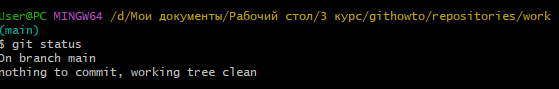 User@PC MINGW64 /d/Мои документы/Рабочий стол/3 курс/githowto/repositories/work
(main)
$ git status
On branch main
nothing to commit, working tree clean